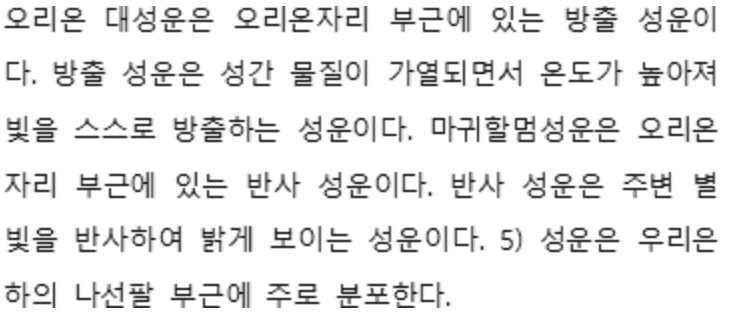 오리온 대성운은 오리온자리 부근에 있는 방출 성운이
다. 방출 성운은 성간 물질이 가열되면서 온도가 높아져
빛을 스스로 방출하는 성운이다. 마귀할멈성운은 오리온
자리 부근에 있는 반사 성운이다. 반사 성운은 주변 별
빛을 반사하여 밝게 보이는 성운이다. 5) 성운은 우리은
하의 나선팔 부근에 주로 분포한다.